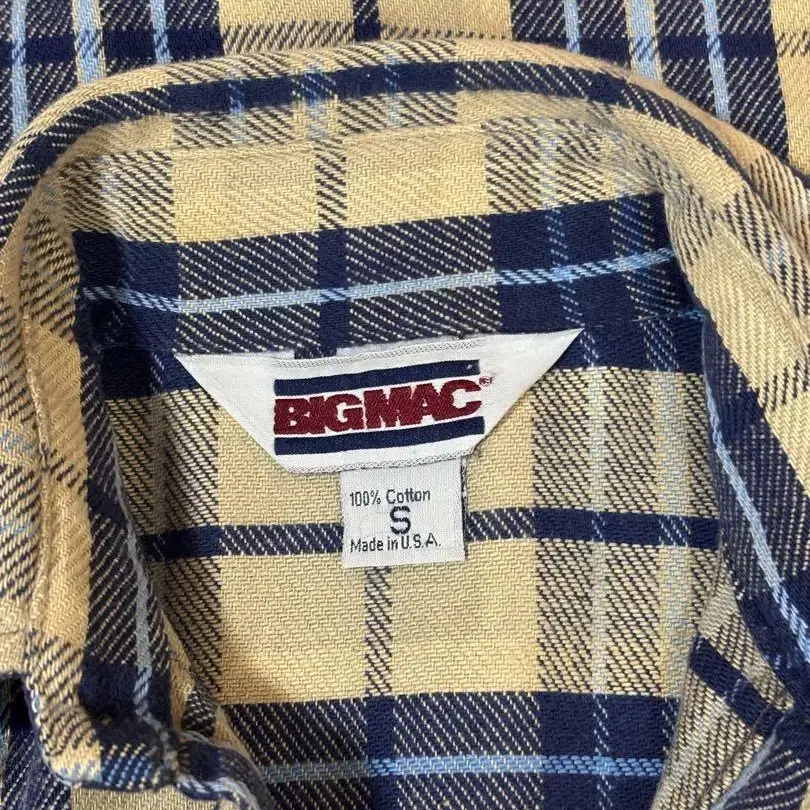 BIGMAC®
100% Cotton
S
Made in U.S.A.